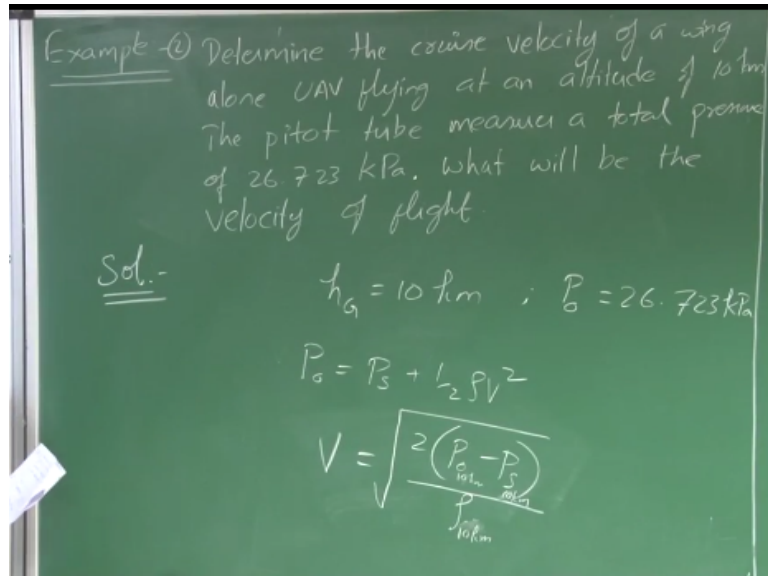 Example-② Determine the cruise velocity of a wing
alone UAV flying at an altitude of 10 km
The pitot tube measures a total pressure
of 26.723 kPa. What will be the
velocity of flight.
Sol.-
h_G = 10 km ; P_0 = 26.723 kPa
P_0 = P_S + 1/2 ρV²
V = √(2(P_0 10km − P_S 10km) / ρ_10km)